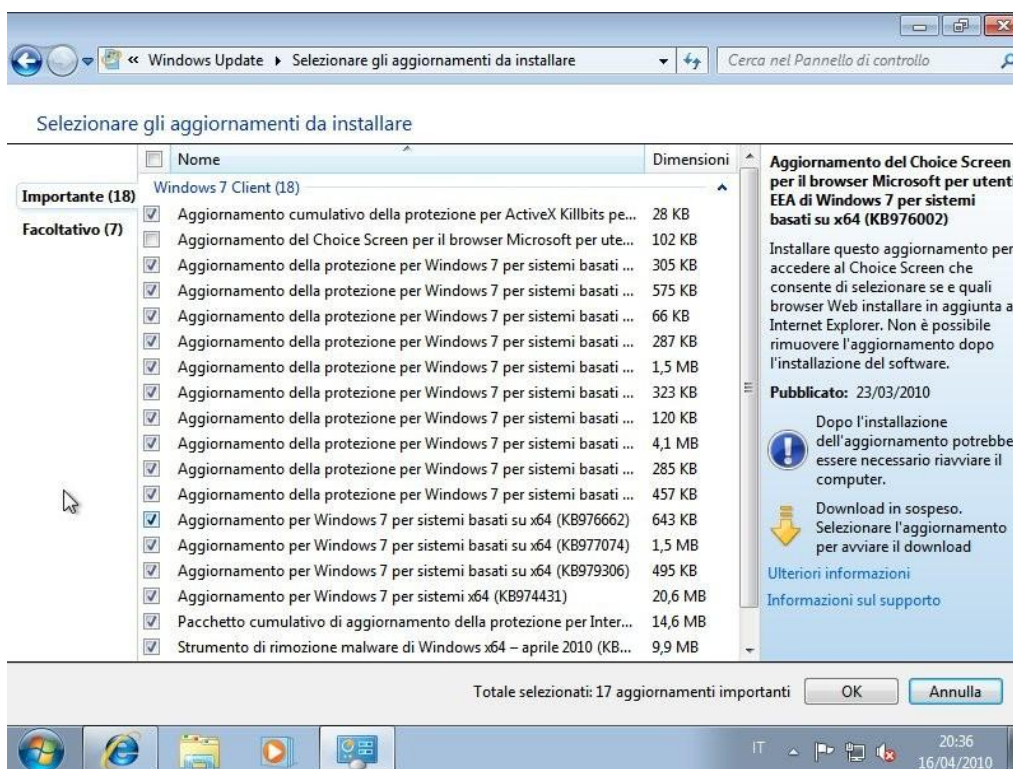 « Windows Update ▸ Selezionare gli aggiornamenti da installare
Cerca nel Pannello di controllo
Selezionare gli aggiornamenti da installare
Importante (18)
Facoltativo (7)
Nome Dimensioni
Windows 7 Client (18)
Aggiornamento cumulativo della protezione per ActiveX Killbits pe... 28 KB
Aggiornamento del Choice Screen per il browser Microsoft per ute... 102 KB
Aggiornamento della protezione per Windows 7 per sistemi basati ... 305 KB
Aggiornamento della protezione per Windows 7 per sistemi basati ... 575 KB
Aggiornamento della protezione per Windows 7 per sistemi basati ... 66 KB
Aggiornamento della protezione per Windows 7 per sistemi basati ... 287 KB
Aggiornamento della protezione per Windows 7 per sistemi basati ... 1,5 MB
Aggiornamento della protezione per Windows 7 per sistemi basati ... 323 KB
Aggiornamento della protezione per Windows 7 per sistemi basati ... 120 KB
Aggiornamento della protezione per Windows 7 per sistemi basati ... 4,1 MB
Aggiornamento della protezione per Windows 7 per sistemi basati ... 285 KB
Aggiornamento della protezione per Windows 7 per sistemi basati ... 457 KB
Aggiornamento per Windows 7 per sistemi basati su x64 (KB976662) 643 KB
Aggiornamento per Windows 7 per sistemi basati su x64 (KB977074) 1,5 MB
Aggiornamento per Windows 7 per sistemi basati su x64 (KB979306) 495 KB
Aggiornamento per Windows 7 per sistemi x64 (KB974431) 20,6 MB
Pacchetto cumulativo di aggiornamento della protezione per Inter... 14,6 MB
Strumento di rimozione malware di Windows x64 – aprile 2010 (KB... 9,9 MB
Aggiornamento del Choice Screen
per il browser Microsoft per utenti
EEA di Windows 7 per sistemi
basati su x64 (KB976002)
Installare questo aggiornamento per
accedere al Choice Screen che
consente di selezionare se e quali
browser Web installare in aggiunta a
Internet Explorer. Non è possibile
rimuovere l'aggiornamento dopo
l'installazione del software.
Pubblicato: 23/03/2010
Dopo l'installazione
dell'aggiornamento potrebbe
essere necessario riavviare il
computer.
Download in sospeso.
Selezionare l'aggiornamento
per avviare il download
Ulteriori informazioni
Informazioni sul supporto
Totale selezionati: 17 aggiornamenti importanti
OK
Annulla
IT
20:36
16/04/2010